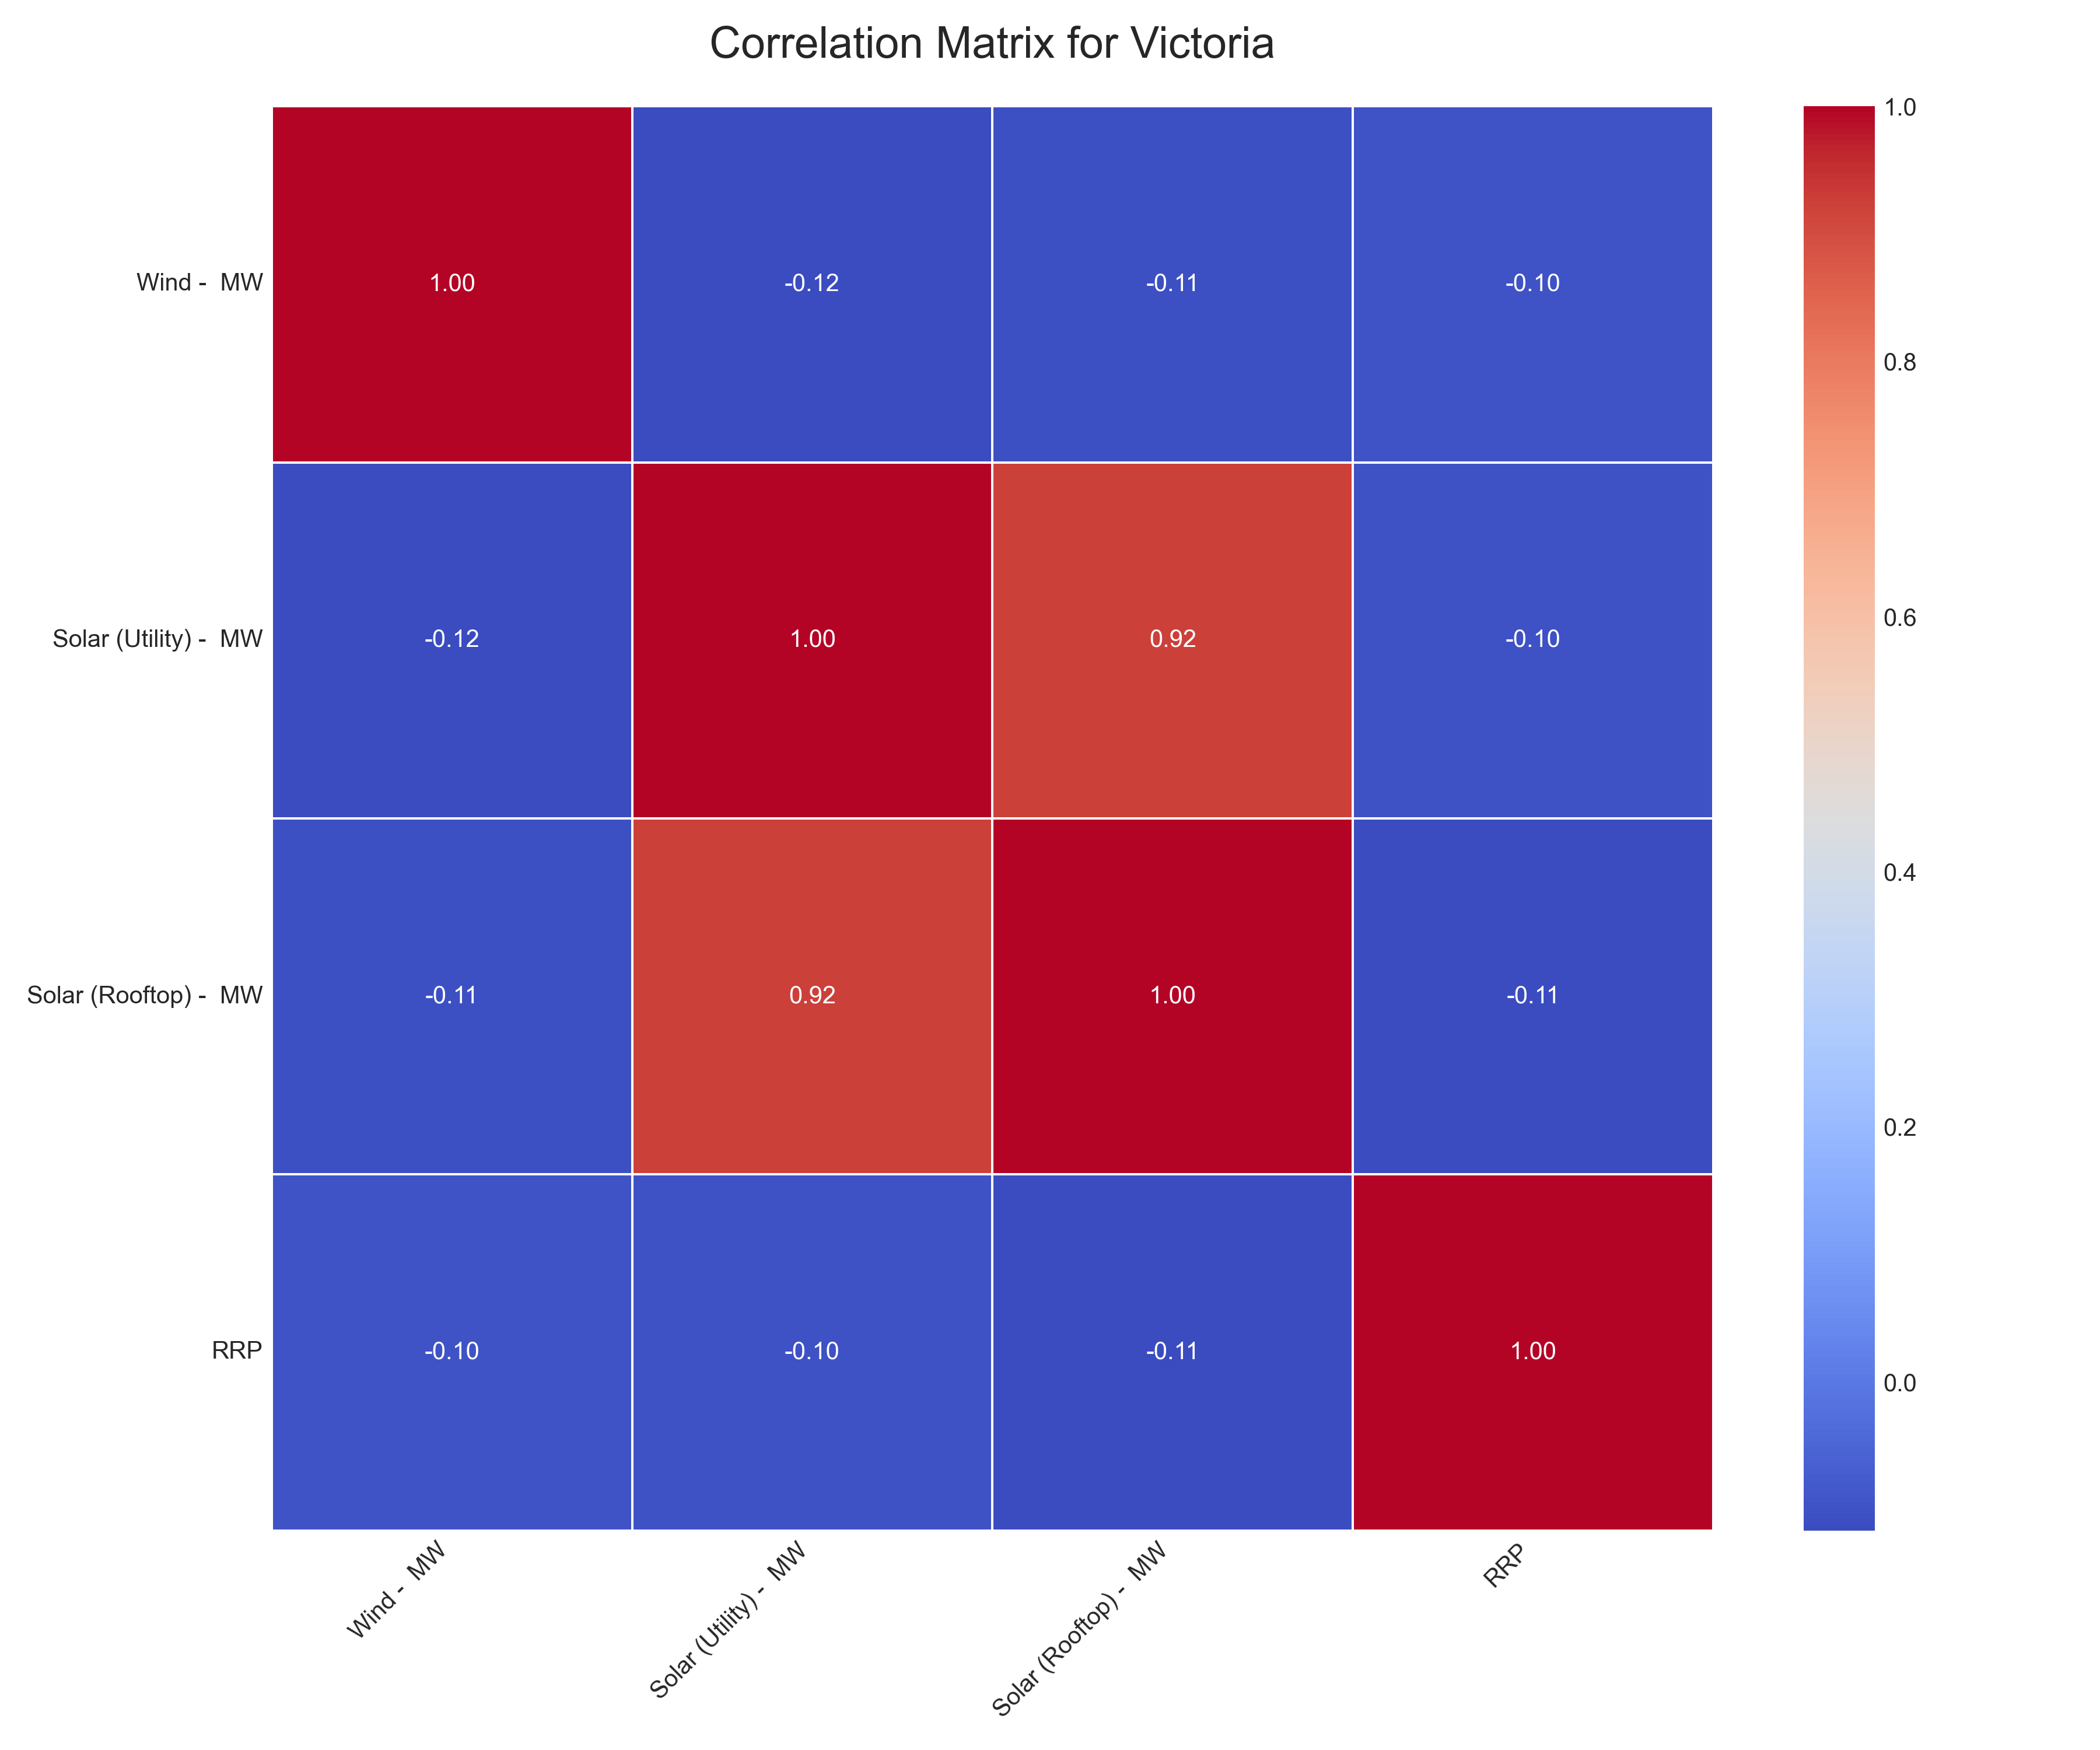 Correlation Matrix for Victoria
Wind -  MW
1.00
-0.12
-0.11
-0.10
Solar (Utility) -  MW
-0.12
1.00
0.92
-0.10
Solar (Rooftop) -  MW
-0.11
0.92
1.00
-0.11
RRP
-0.10
-0.10
-0.11
1.00
Wind -  MW
Solar (Utility) -  MW
Solar (Rooftop) -  MW
RRP
1.0
0.8
0.6
0.4
0.2
0.0